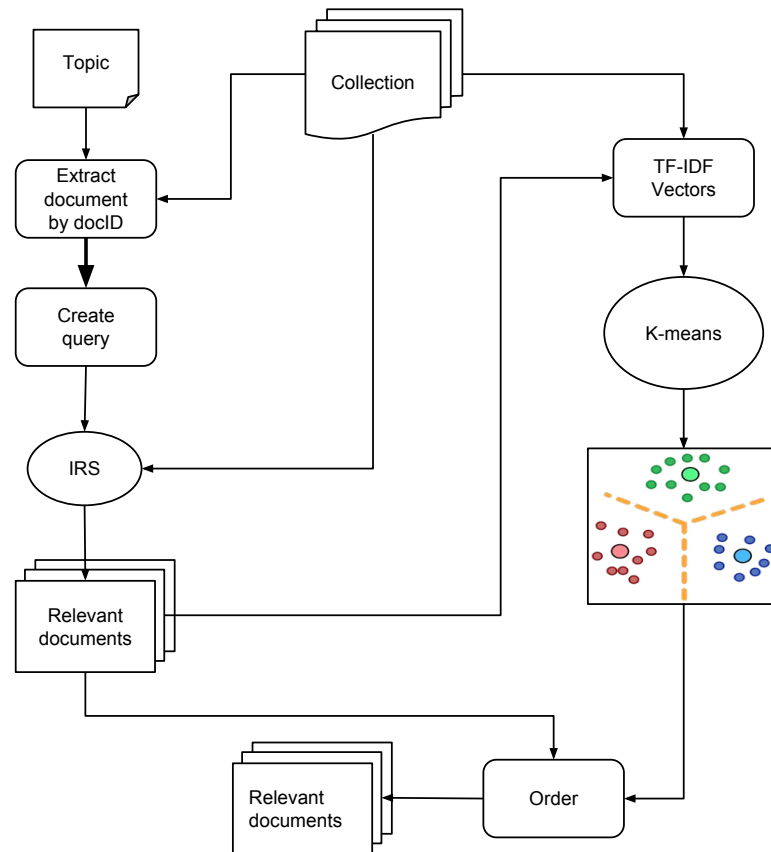 Topic
Collection
Extract
document
by docID
TF-IDF
Vectors
Create
query
K-means
IRS
Relevant
documents
Relevant
documents
Order